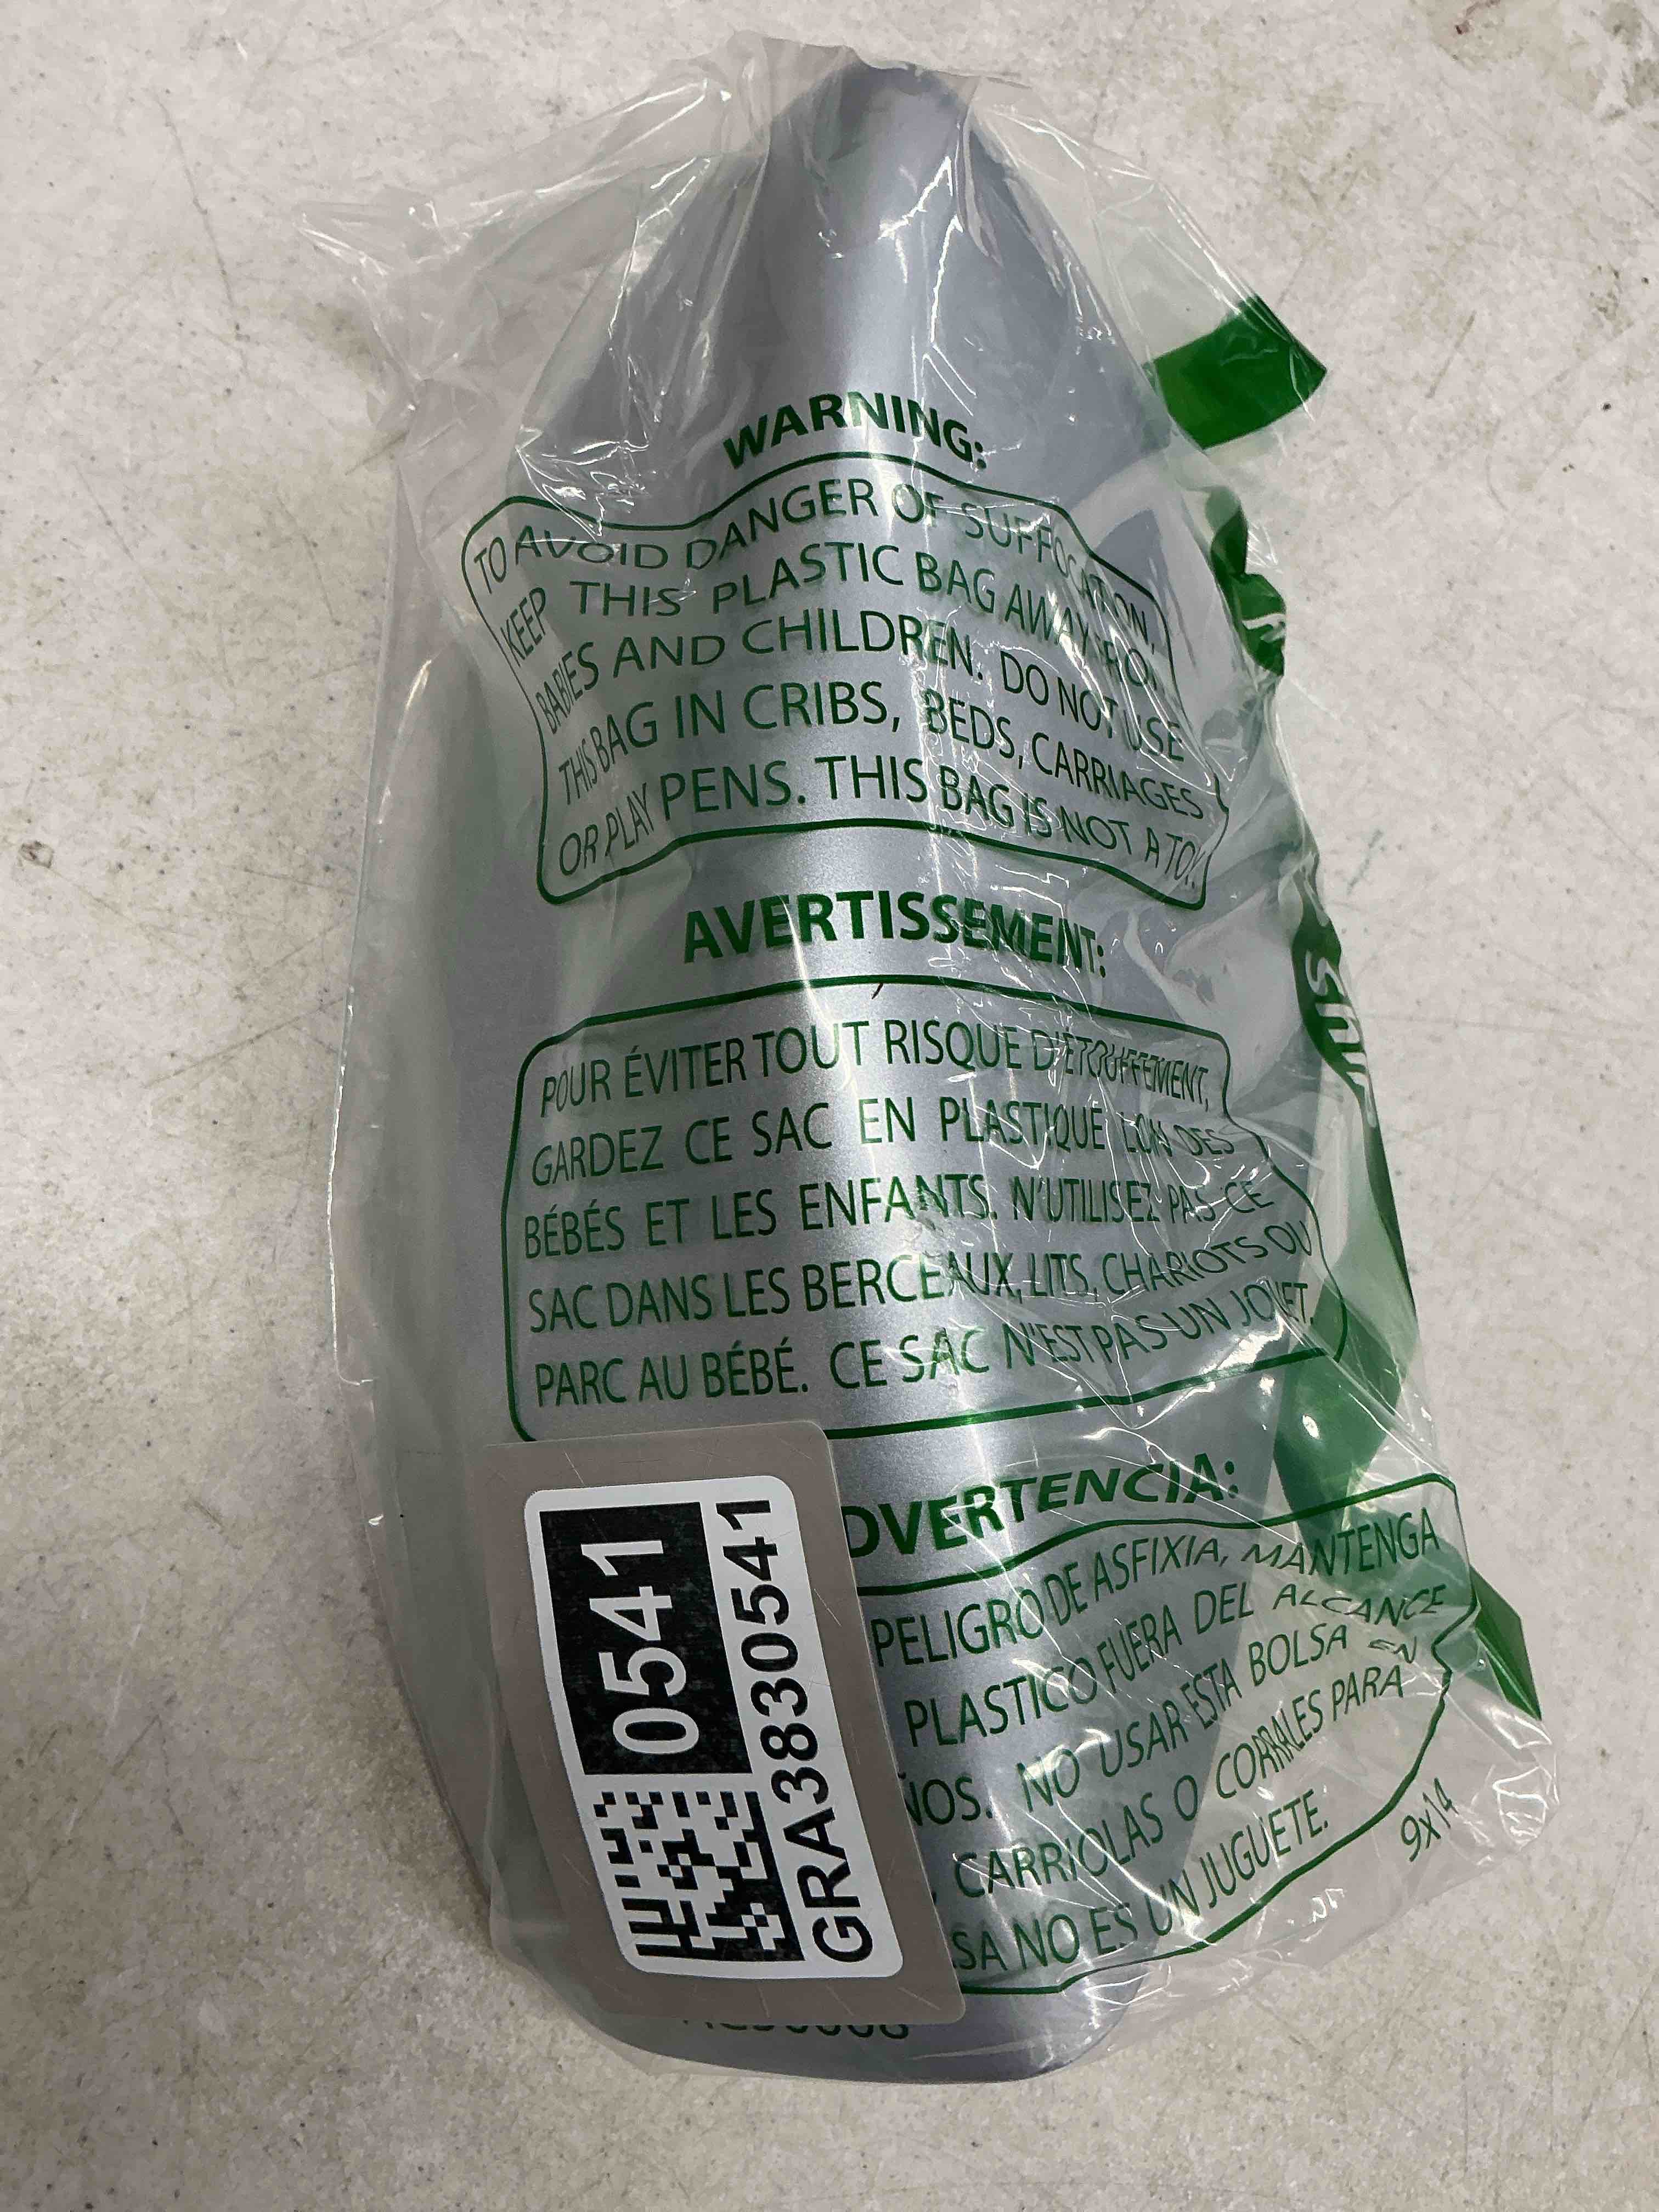 WARNING:
TO AVOID DANGER OF SUFFOCATION,
KEEP THIS PLASTIC BAG AWAY FROM
BABIES AND CHILDREN. DO NOT USE
THIS BAG IN CRIBS, BEDS, CARRIAGES
OR PLAY PENS. THIS BAG IS NOT A TOY.
AVERTISSEMENT:
POUR ÉVITER TOUT RISQUE D'ÉTOUFFEMENT,
GARDEZ CE SAC EN PLASTIQUE LOIN DES
BÉBÉS ET LES ENFANTS. N'UTILISEZ PAS CE
SAC DANS LES BERCEAUX, LITS, CHARIOTS OU
PARC AU BÉBÉ. CE SAC N'EST PAS UN JOUET.
DVERTENCIA:
PELIGRO DE ASFIXIA, MANTENGA
PLASTICO FUERA DEL ALCANCE
ÑOS. NO USAR ESTA BOLSA EN
, CARRIOLAS O CORRALES PARA
SA NO ES UN JUGUETE.
9x14
0541
GRA38330541